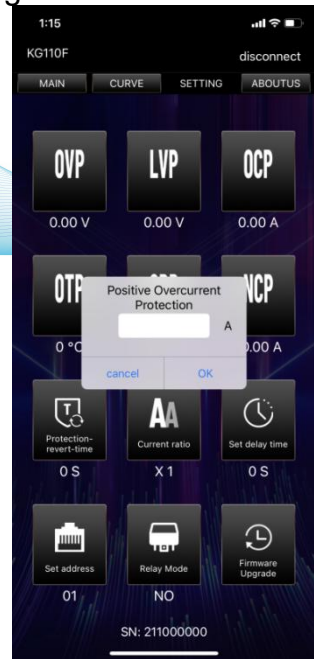 1:15
KG110F
disconnect
MAIN CURVE SETTING ABOUTUS
OVP LVP OCP
0.00 V 0.00 V 0.00 A
OTP NCP
Positive Overcurrent
Protection
A
cancel OK
0 °C 0.00 A
T
AA
Protection-
revert-time
Current ratio
Set delay time
0 S X 1 0 S
Set address
Relay Mode
Firmware
Upgrade
01 NO
SN: 211000000